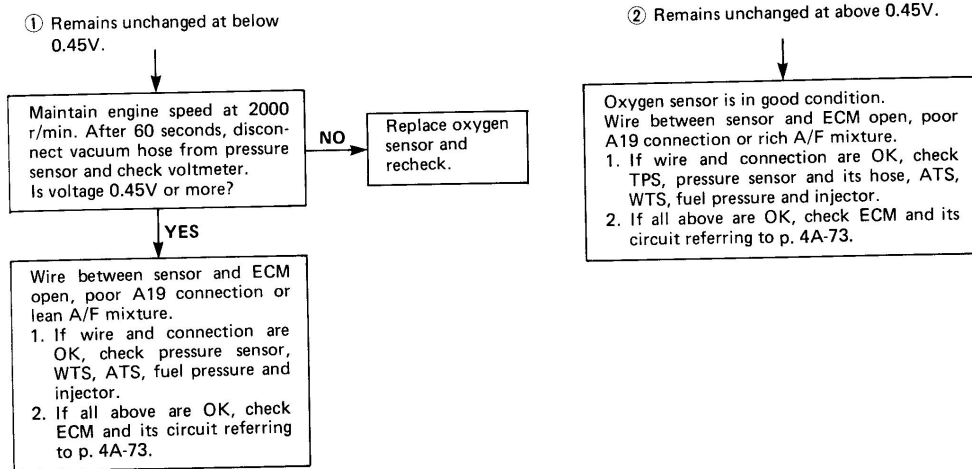 ① Remains unchanged at below
0.45V.
Maintain engine speed at 2000
r/min. After 60 seconds, discon-
nect vacuum hose from pressure
sensor and check voltmeter.
Is voltage 0.45V or more?
NO
Replace oxygen
sensor and
recheck.
YES
Wire between sensor and ECM
open, poor A19 connection or
lean A/F mixture.
1. If wire and connection are
OK, check pressure sensor,
WTS, ATS, fuel pressure and
injector.
2. If all above are OK, check
ECM and its circuit referring
to p. 4A-73.
② Remains unchanged at above 0.45V.
Oxygen sensor is in good condition.
Wire between sensor and ECM open, poor
A19 connection or rich A/F mixture.
1. If wire and connection are OK, check
TPS, pressure sensor and its hose, ATS,
WTS, fuel pressure and injector.
2. If all above are OK, check ECM and its
circuit referring to p. 4A-73.